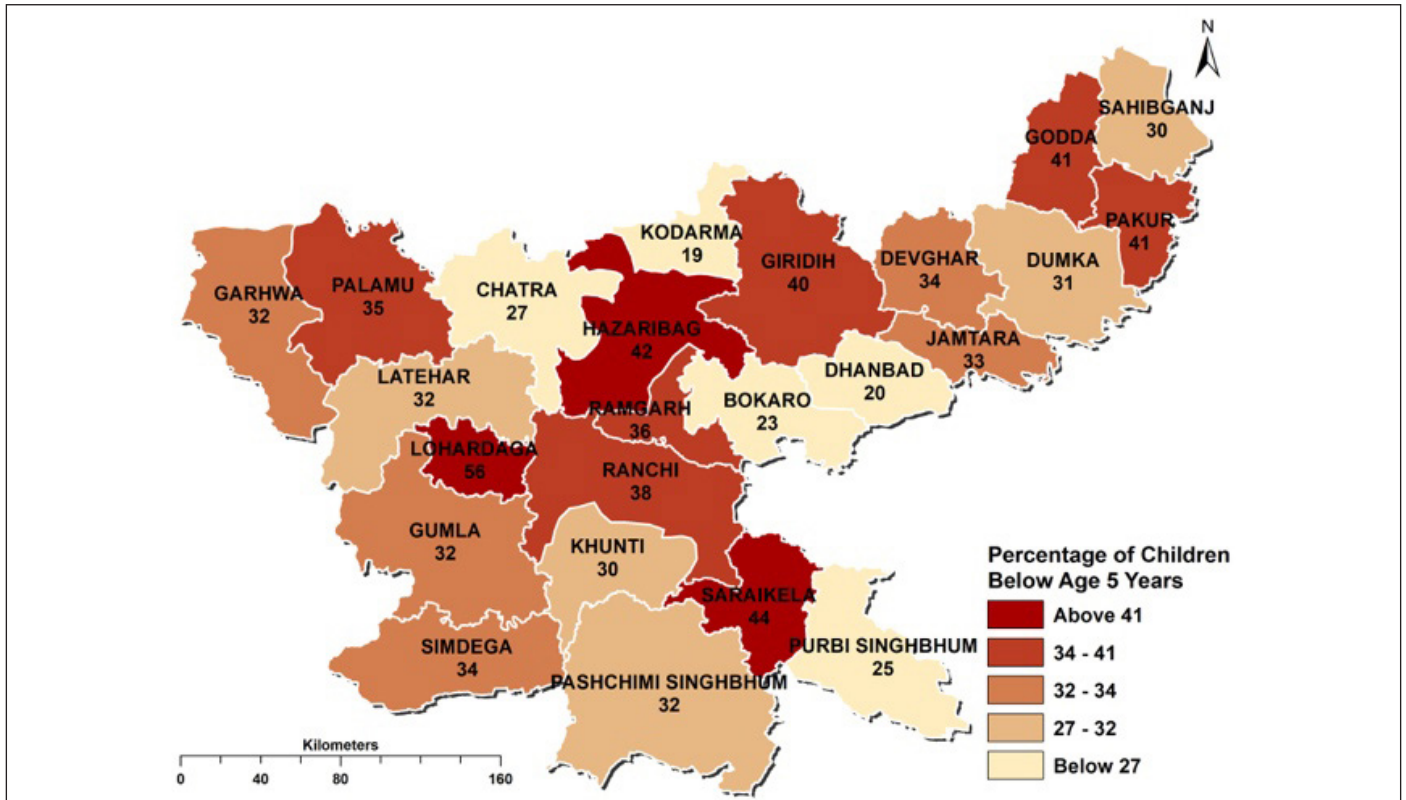 N
SAHIBGANJ
30
GODDA
41
PAKUR
41
KODARMA
19
GIRIDIH
40
DEVGHAR
34
DUMKA
31
GARHWA
32
PALAMU
35
CHATRA
27
HAZARIBAG
42
JAMTARA
33
LATEHAR
32
DHANBAD
20
BOKARO
23
RAMGARH
36
LOHARDAGA
56
RANCHI
38
GUMLA
32
KHUNTI
30
SARAIKELA
44
SIMDEGA
34
PURBI SINGHBHUM
25
PASHCHIMI SINGHBHUM
32
Percentage of Children
Below Age 5 Years
Above 41
34 - 41
32 - 34
27 - 32
Below 27
Kilometers
0 40 80 160